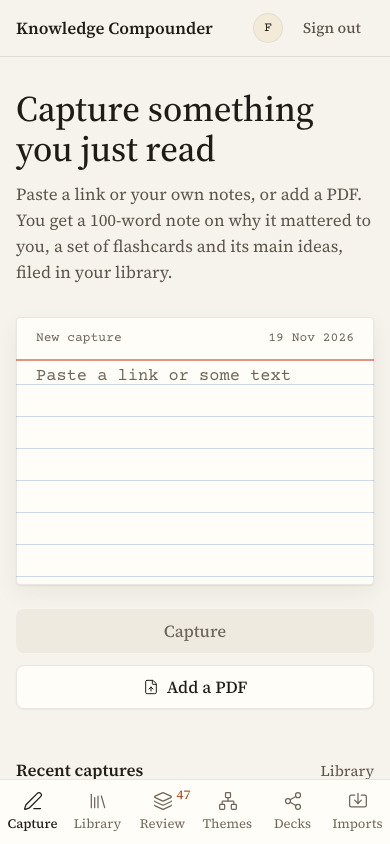 Knowledge Compounder
F
Sign out
Capture something
you just read
Paste a link or your own notes, or add a PDF.
You get a 100-word note on why it mattered to
you, a set of flashcards and its main ideas,
filed in your library.
New capture
19 Nov 2026
Paste a link or some text
Capture
Add a PDF
Recent captures
Library
47
Capture
Library
Review
Themes
Decks
Imports